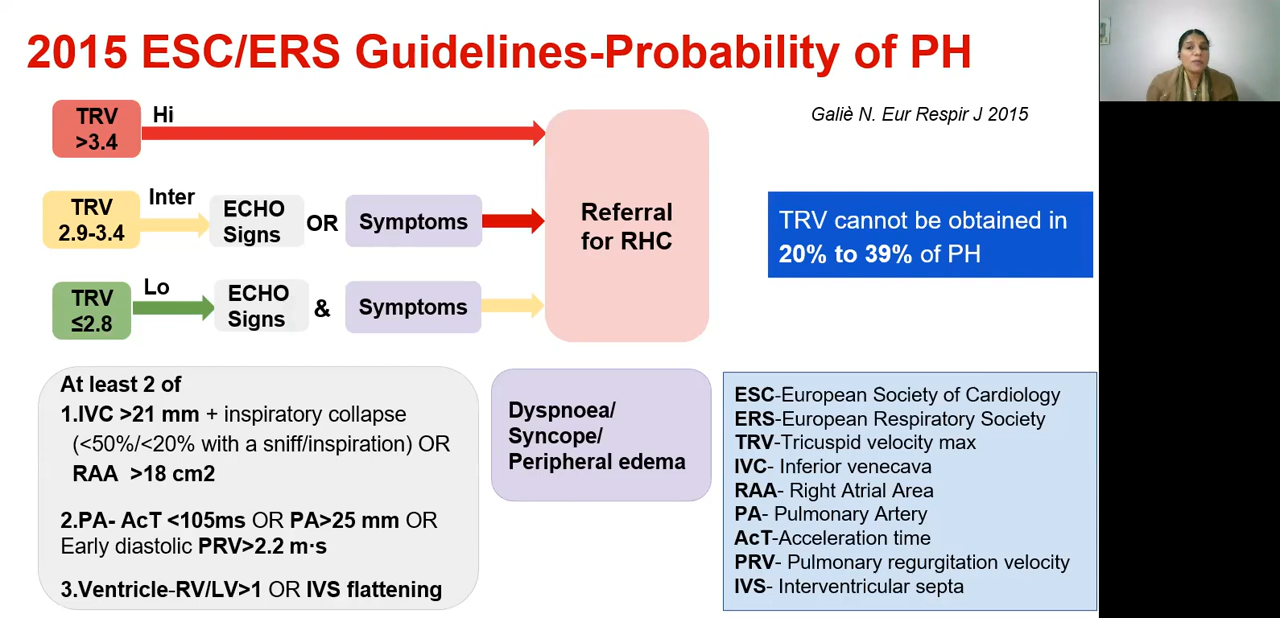 2015 ESC/ERS Guidelines-Probability of PH
Galiè N. Eur Respir J 2015
TRV
>3.4
Hi
TRV
2.9-3.4
Inter
ECHO
Signs
OR
Symptoms
TRV
≤2.8
Lo
ECHO
Signs
&
Symptoms
Referral
for RHC
TRV cannot be obtained in
20% to 39% of PH
At least 2 of
1.IVC >21 mm + inspiratory collapse
(<50%/<20% with a sniff/inspiration) OR
RAA >18 cm2
2.PA- AcT <105ms OR PA>25 mm OR
Early diastolic PRV>2.2 m·s
3.Ventricle-RV/LV>1 OR IVS flattening
Dyspnoea/
Syncope/
Peripheral edema
ESC-European Society of Cardiology
ERS-European Respiratory Society
TRV-Tricuspid velocity max
IVC- Inferior venecava
RAA- Right Atrial Area
PA- Pulmonary Artery
AcT-Acceleration time
PRV- Pulmonary regurgitation velocity
IVS- Interventricular septa